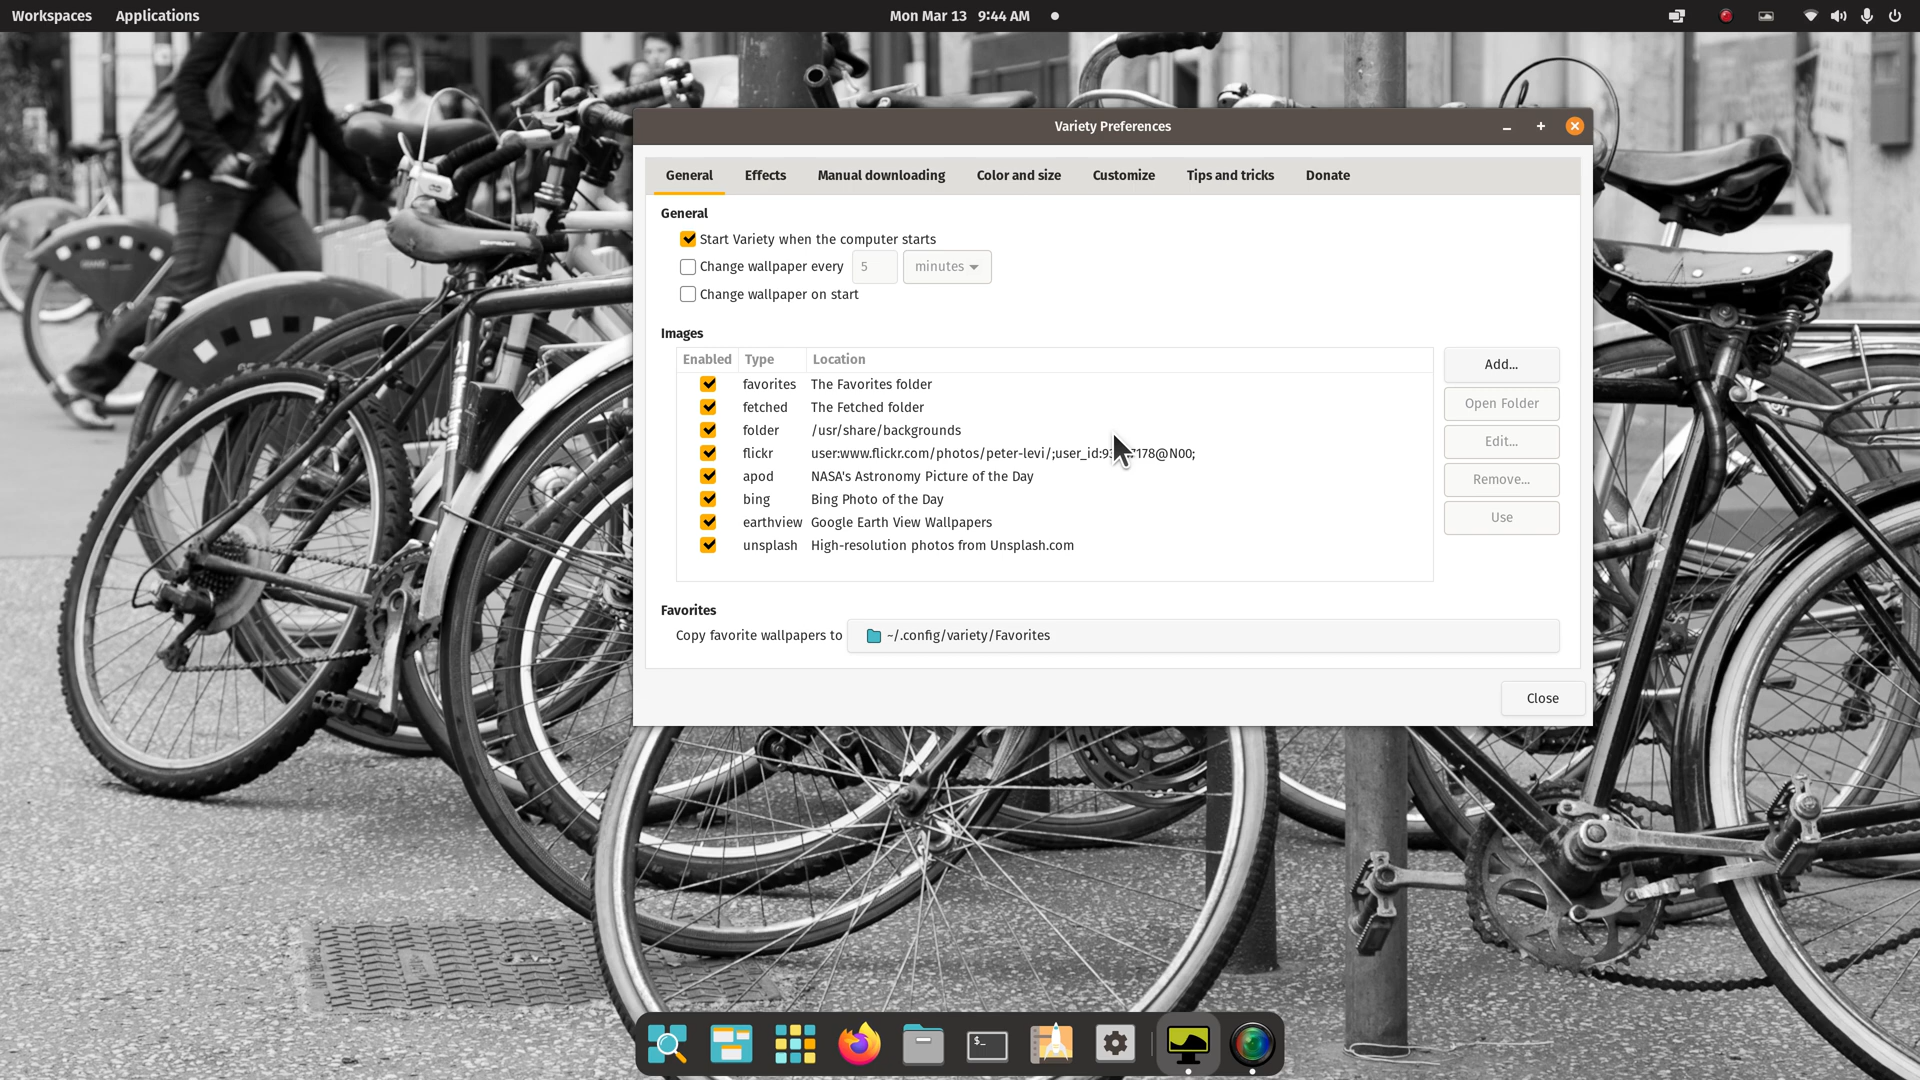 Workspaces Applications Mon Mar 13 9:44 AM
Variety Preferences
General Effects Manual downloading Color and size Customize Tips and tricks Donate
General
Start Variety when the computer starts
Change wallpaper every 5 minutes
Change wallpaper on start
Images
Enabled Type Location
favorites The Favorites folder
fetched The Fetched folder
folder /usr/share/backgrounds
flickr user:www.flickr.com/photos/peter-levi/;user_id:
apod NASA's Astronomy Picture of the Day
bing Bing Photo of the Day
earthview Google Earth View Wallpapers
unsplash High-resolution photos from Unsplash.com
Add...
Open Folder
Edit...
Remove...
Use
Favorites
Copy favorite wallpapers to ~/.config/variety/Favorites
Close
$_